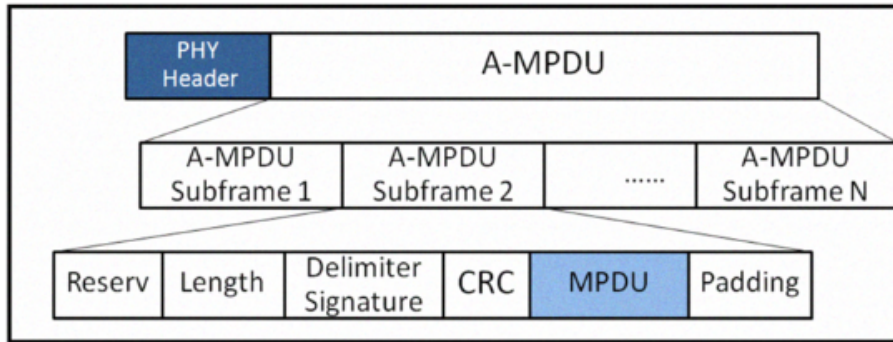 PHY
Header
A-MPDU
A-MPDU
Subframe 1
A-MPDU
Subframe 2
......
A-MPDU
Subframe N
Reserv
Length
Delimiter
Signature
CRC
MPDU
Padding